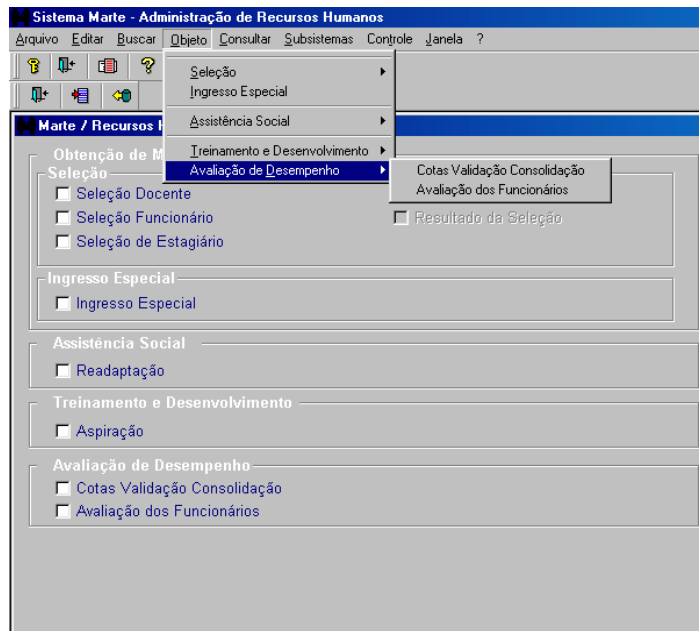 Sistema Marte - Administração de Recursos Humanos
Arquivo Editar Buscar Objeto Consultar Subsistemas Controle Janela ?
Seleção
Ingresso Especial
Assistência Social
Treinamento e Desenvolvimento
Avaliação de Desempenho
Cotas Validação Consolidação
Avaliação dos Funcionários
Marte / Recursos
Obtenção de
Seleção
Seleção Docente
Seleção Funcionário
Resultado da Seleção
Seleção de Estagiário
Ingresso Especial
Ingresso Especial
Assistência Social
Readaptação
Treinamento e Desenvolvimento
Aspiração
Avaliação de Desempenho
Cotas Validação Consolidação
Avaliação dos Funcionários